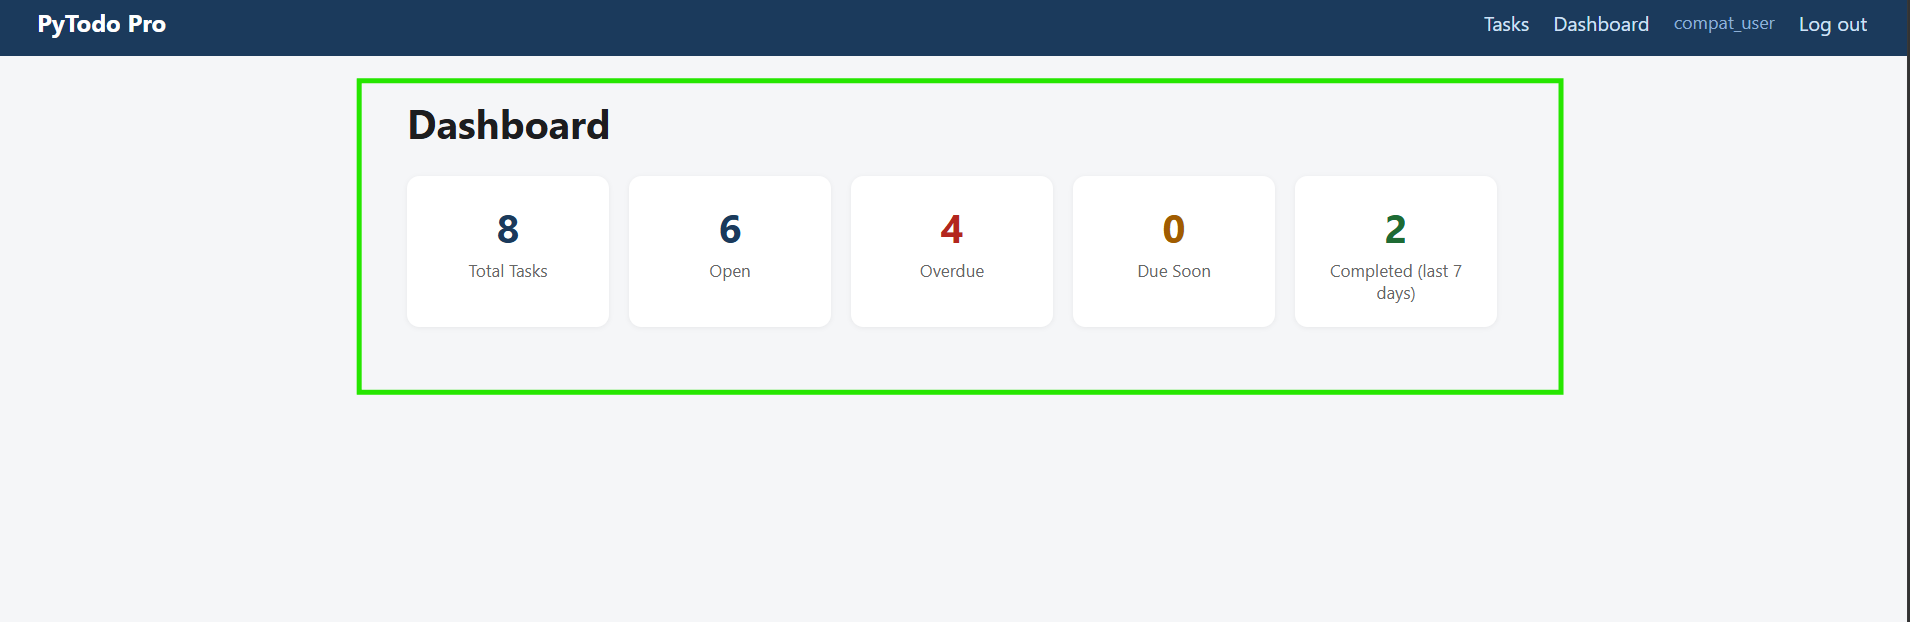 PyTodo Pro
Tasks Dashboard compat_user Log out
Dashboard
8
Total Tasks
6
Open
4
Overdue
0
Due Soon
2
Completed (last 7
days)